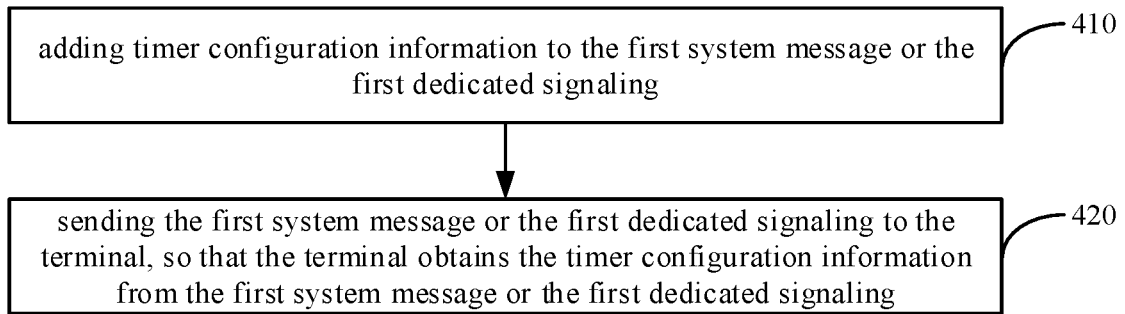 adding timer configuration information to the first system message or the
first dedicated signaling
410
sending the first system message or the first dedicated signaling to the
terminal, so that the terminal obtains the timer configuration information
from the first system message or the first dedicated signaling
420